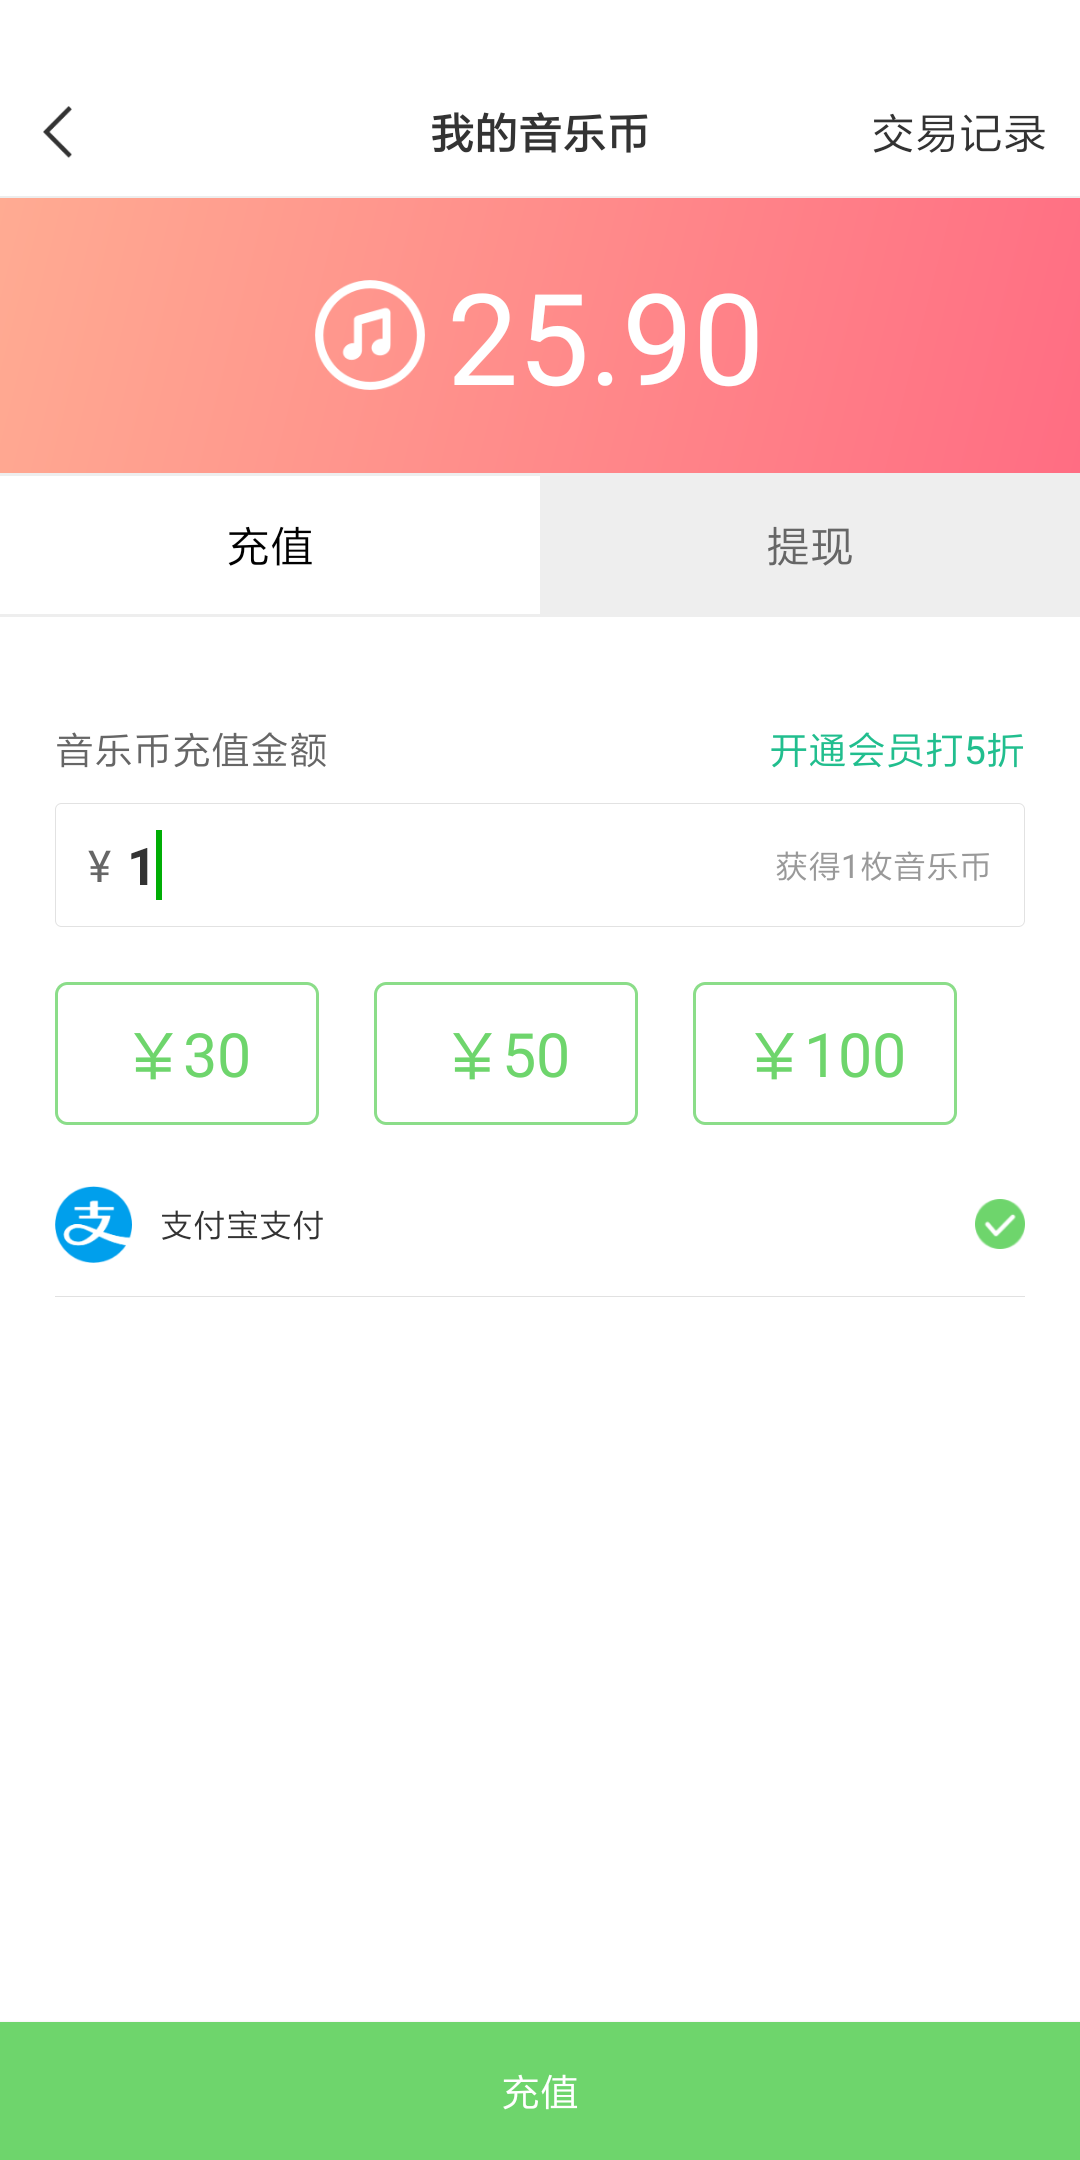 我的音乐币
交易记录
25.90
充值
提现
音乐币充值金额
开通会员打5折
¥ 1
获得1枚音乐币
¥30
¥50
¥100
支 支付宝支付
充值